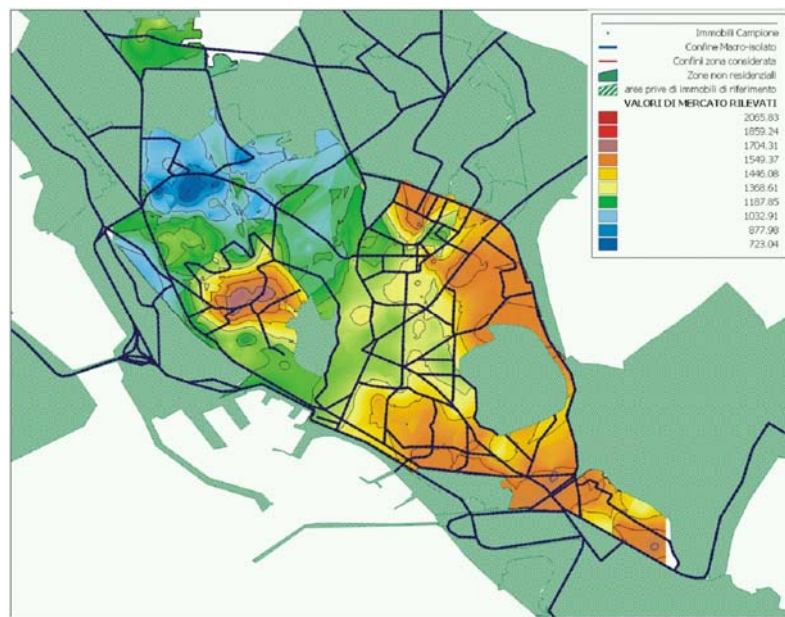 Immobili Campione
Confine Macro-isolato
Confini zona considerata
Zone non residenziali
aree prive di immobili di riferimento
VALORI DI MERCATO RILEVATI
2065.83
1859.24
1704.31
1549.37
1446.08
1368.61
1187.85
1032.91
877.98
723.04